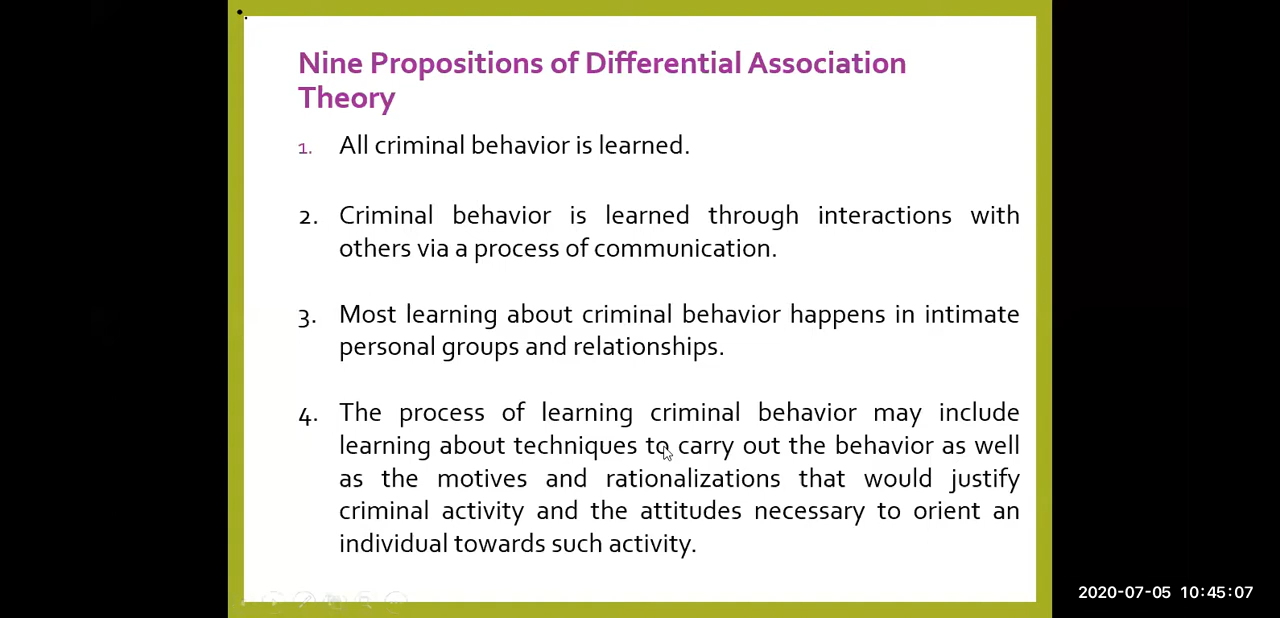 Nine Propositions of Differential Association
Theory
1. All criminal behavior is learned.
2. Criminal behavior is learned through interactions with
others via a process of communication.
3. Most learning about criminal behavior happens in intimate
personal groups and relationships.
4. The process of learning criminal behavior may include
learning about techniques to carry out the behavior as well
as the motives and rationalizations that would justify
criminal activity and the attitudes necessary to orient an
individual towards such activity.
2020-07-05 10:45:07